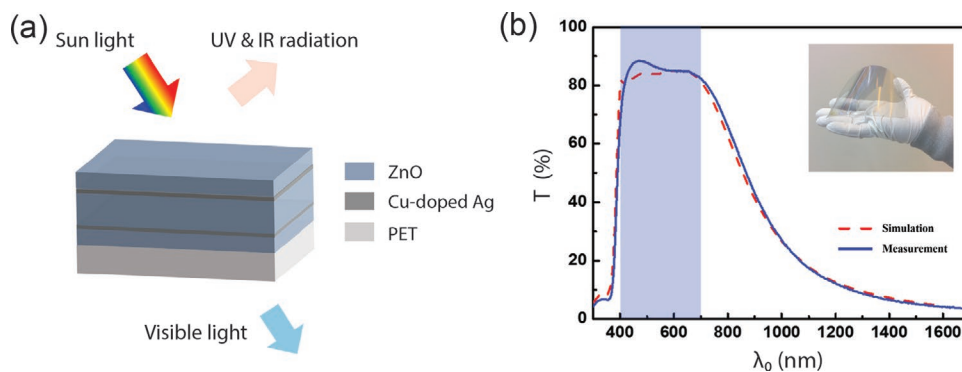 (a)
Sun light
UV & IR radiation
ZnO
Cu-doped Ag
PET
Visible light
(b)
100
80
60
40
20
0
T (%)
Simulation
Measurement
400 600 800 1000 1200 1400 1600
λ₀ (nm)